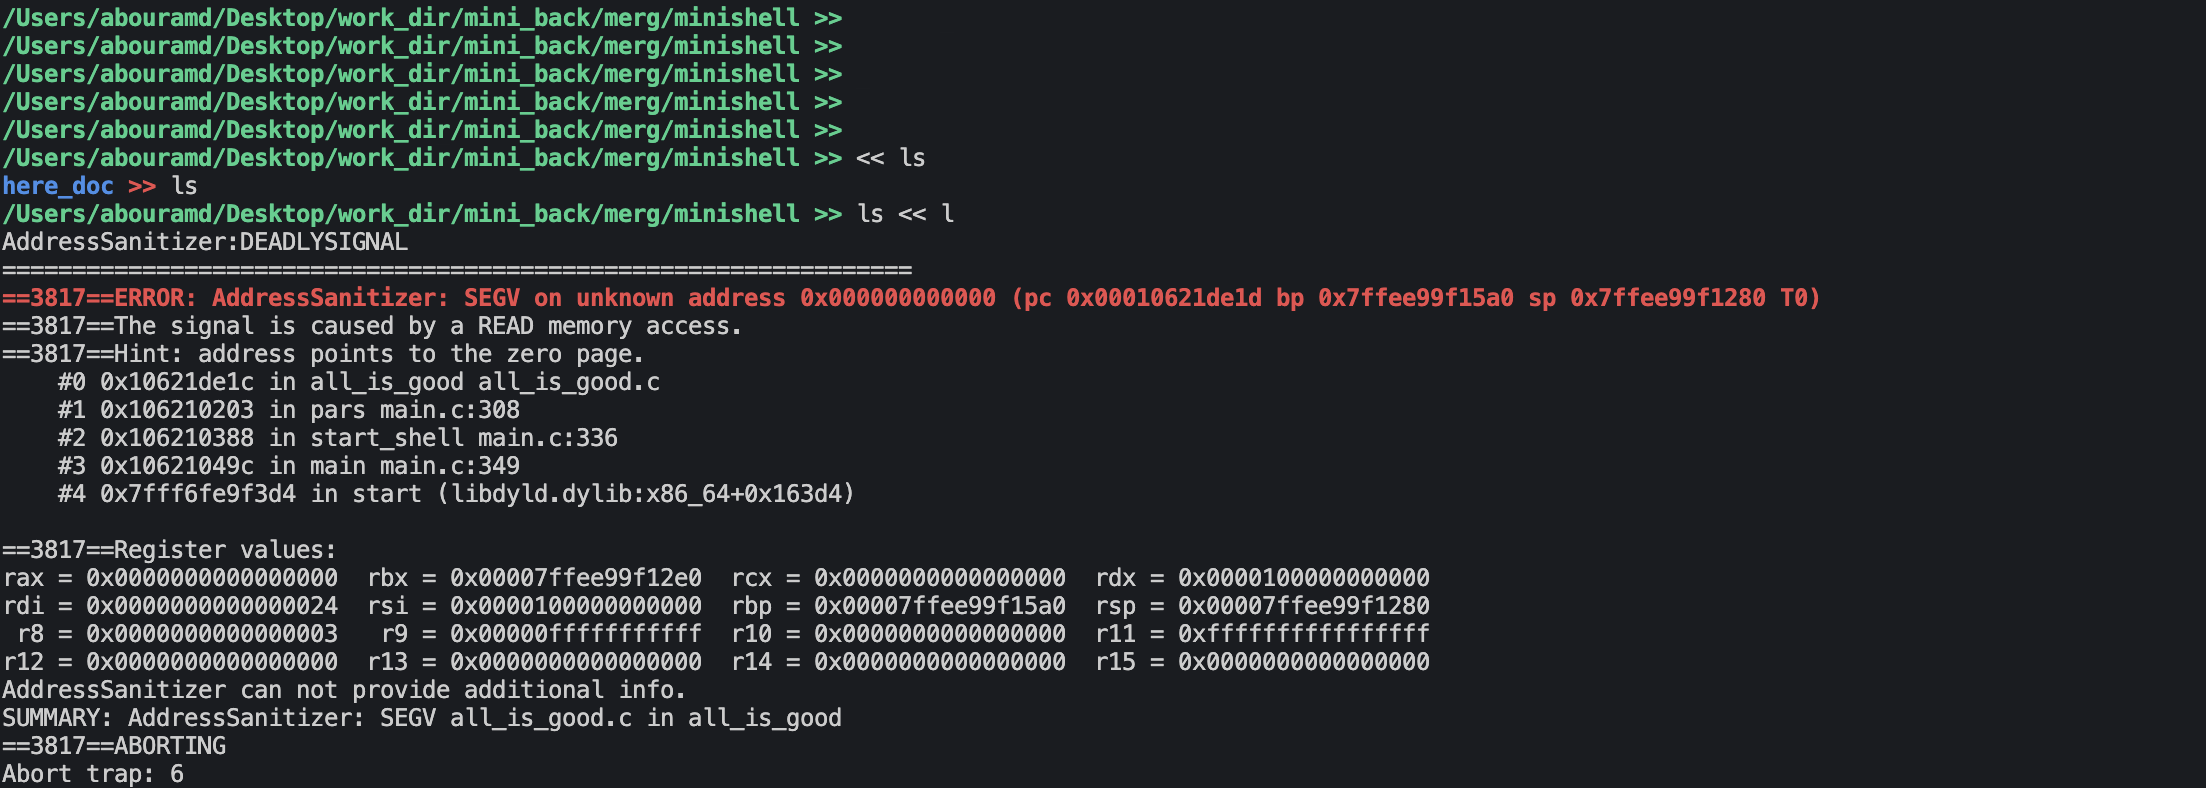 /Users/abouramd/Desktop/work_dir/mini_back/merg/minishell >>
/Users/abouramd/Desktop/work_dir/mini_back/merg/minishell >>
/Users/abouramd/Desktop/work_dir/mini_back/merg/minishell >>
/Users/abouramd/Desktop/work_dir/mini_back/merg/minishell >>
/Users/abouramd/Desktop/work_dir/mini_back/merg/minishell >>
/Users/abouramd/Desktop/work_dir/mini_back/merg/minishell >> << ls
here_doc >> ls
/Users/abouramd/Desktop/work_dir/mini_back/merg/minishell >> ls << l
AddressSanitizer:DEADLYSIGNAL
=================================================================
==3817==ERROR: AddressSanitizer: SEGV on unknown address 0x000000000000 (pc 0x00010621de1d bp 0x7ffee99f15a0 sp 0x7ffee99f1280 T0)
==3817==The signal is caused by a READ memory access.
==3817==Hint: address points to the zero page.
    #0 0x10621de1c in all_is_good all_is_good.c
    #1 0x106210203 in pars main.c:308
    #2 0x106210388 in start_shell main.c:336
    #3 0x10621049c in main main.c:349
    #4 0x7fff6fe9f3d4 in start (libdyld.dylib:x86_64+0x163d4)

==3817==Register values:
rax = 0x0000000000000000  rbx = 0x00007ffee99f12e0  rcx = 0x0000000000000000  rdx = 0x0000100000000000
rdi = 0x0000000000000024  rsi = 0x0000100000000000  rbp = 0x00007ffee99f15a0  rsp = 0x00007ffee99f1280
 r8 = 0x0000000000000003   r9 = 0x00000fffffffffff  r10 = 0x0000000000000000  r11 = 0xffffffffffffffff
r12 = 0x0000000000000000  r13 = 0x0000000000000000  r14 = 0x0000000000000000  r15 = 0x0000000000000000
AddressSanitizer can not provide additional info.
SUMMARY: AddressSanitizer: SEGV all_is_good.c in all_is_good
==3817==ABORTING
Abort trap: 6